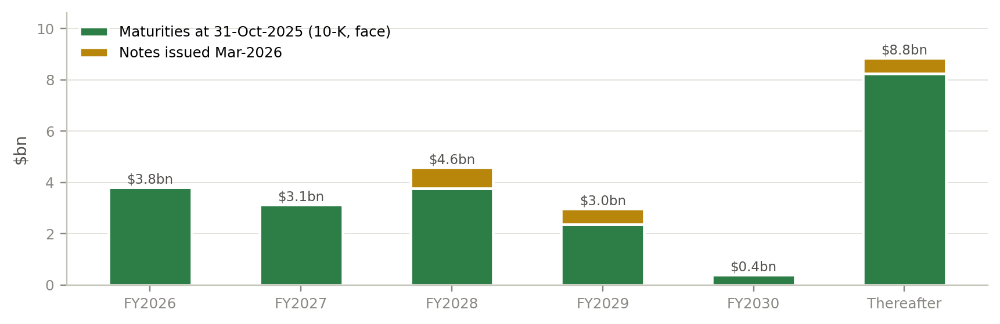 Maturities at 31-Oct-2025 (10-K, face)
Notes issued Mar-2026
$bn
10
8
6
4
2
0
$3.8bn
$3.1bn
$4.6bn
$3.0bn
$0.4bn
$8.8bn
FY2026
FY2027
FY2028
FY2029
FY2030
Thereafter